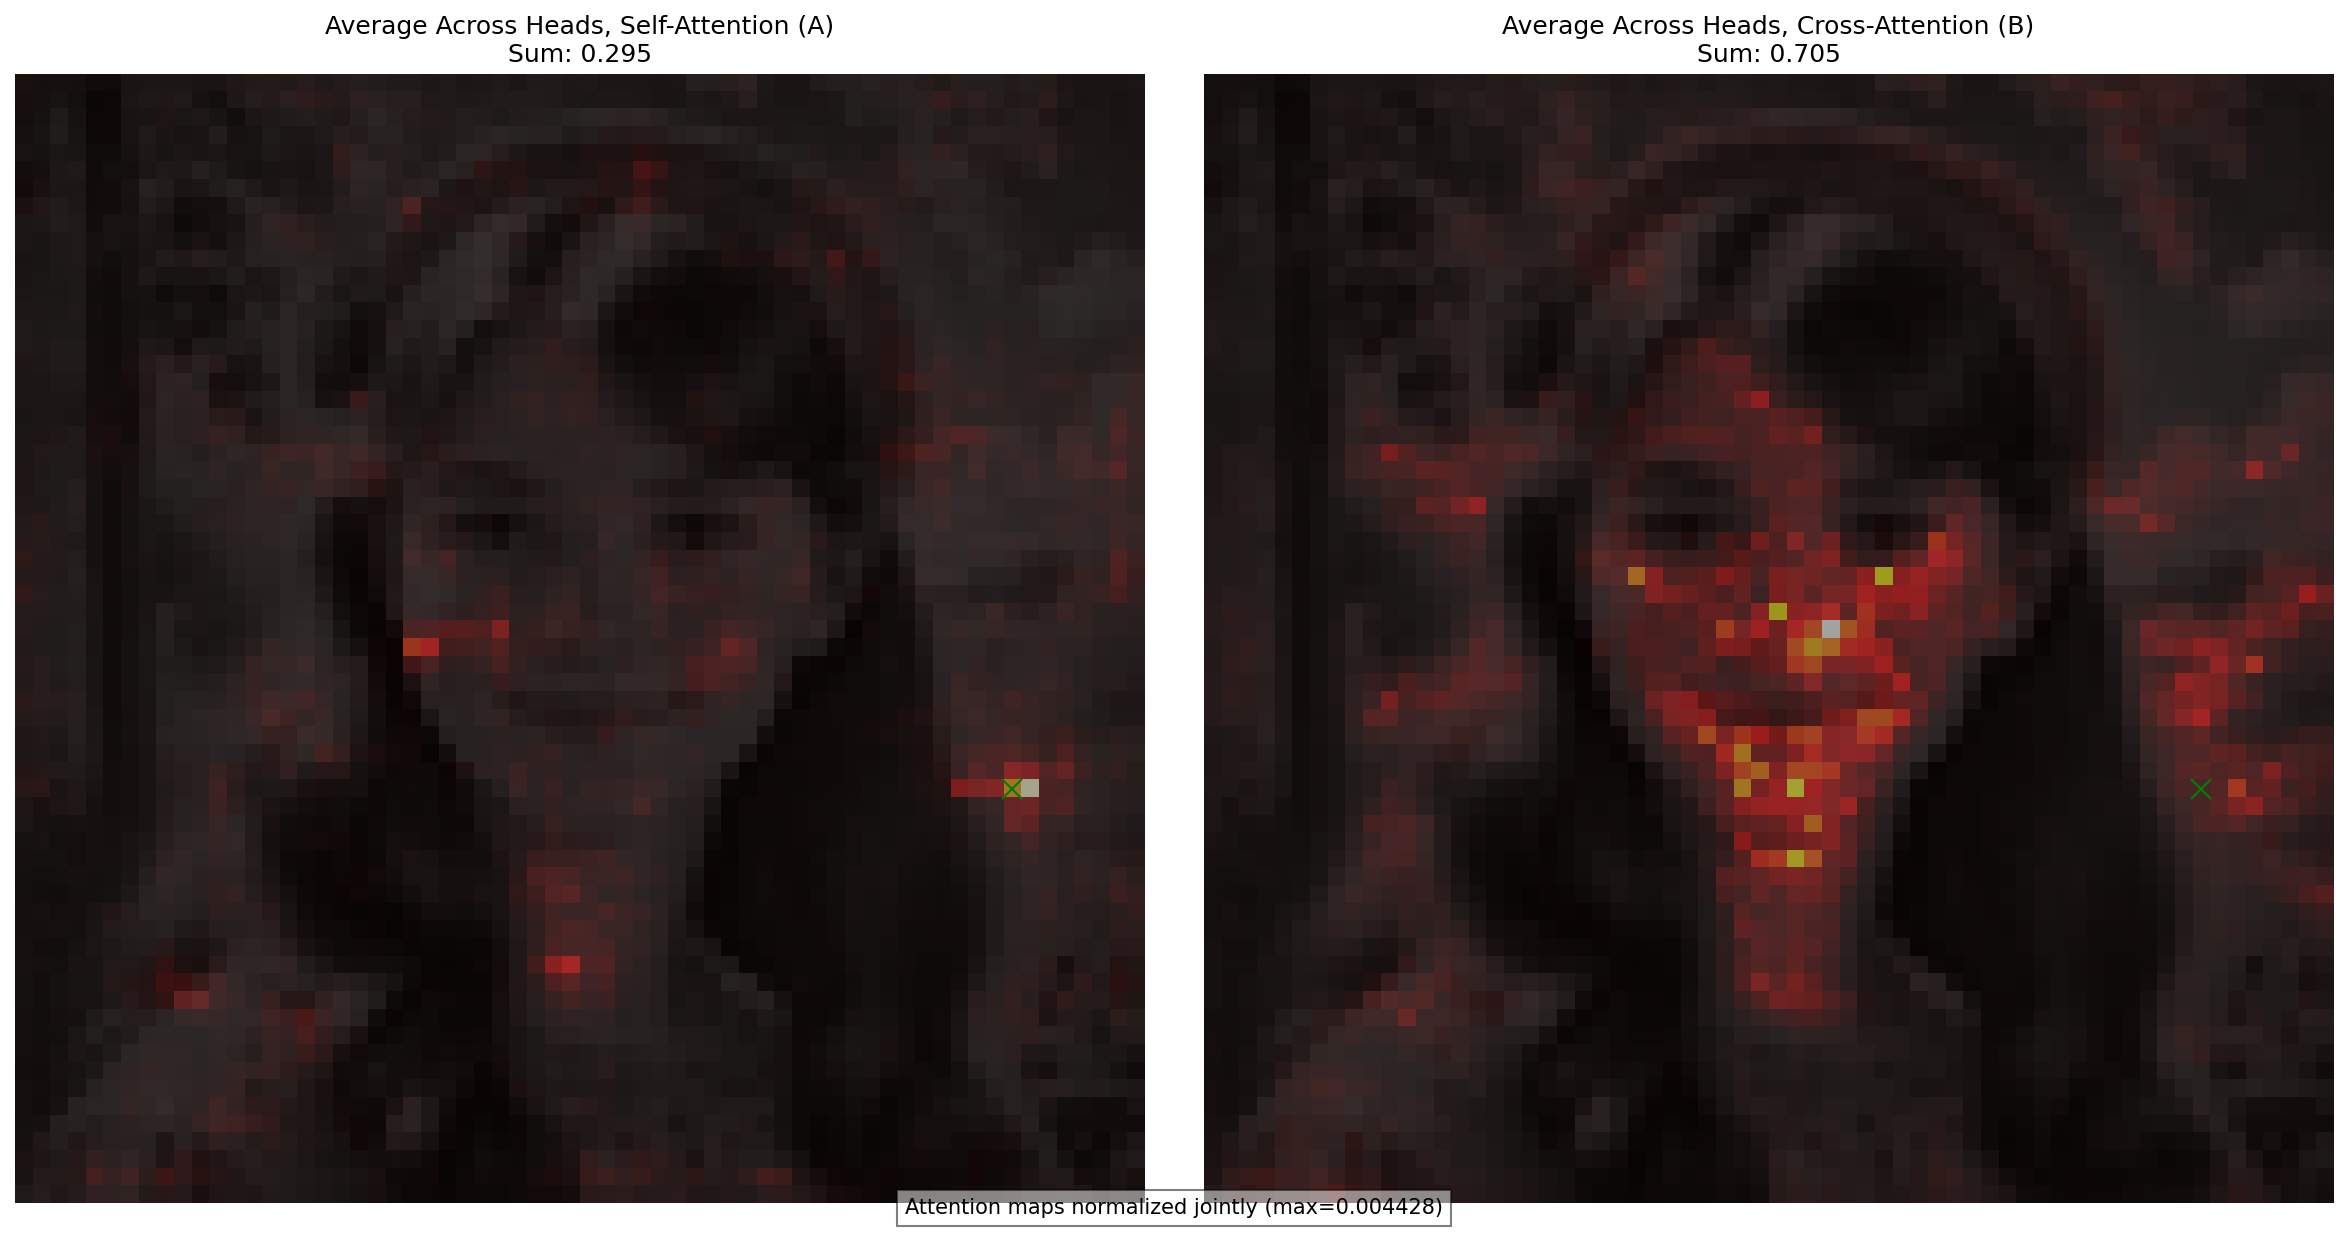 Average Across Heads, Self-Attention (A)
Sum: 0.295
Average Across Heads, Cross-Attention (B)
Sum: 0.705
Attention maps normalized jointly (max=0.004428)